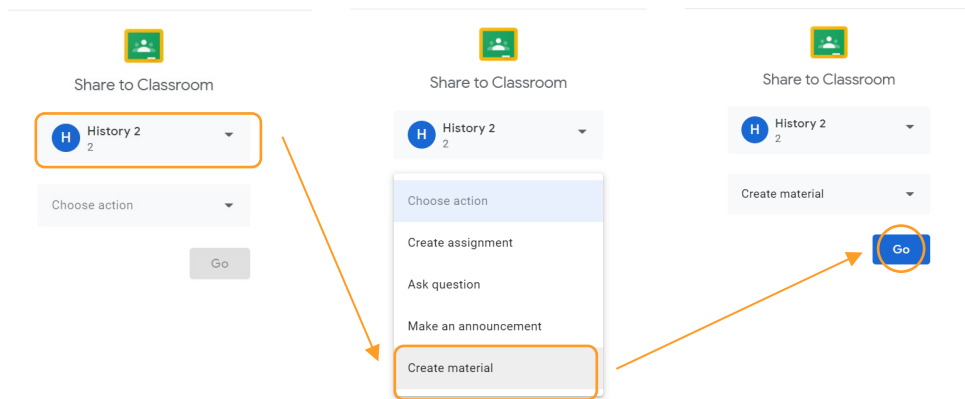 Share to Classroom
H
History 2
2
Choose action
Go
Share to Classroom
H
History 2
2
Choose action
Create assignment
Ask question
Make an announcement
Create material
Share to Classroom
H
History 2
2
Create material
Go